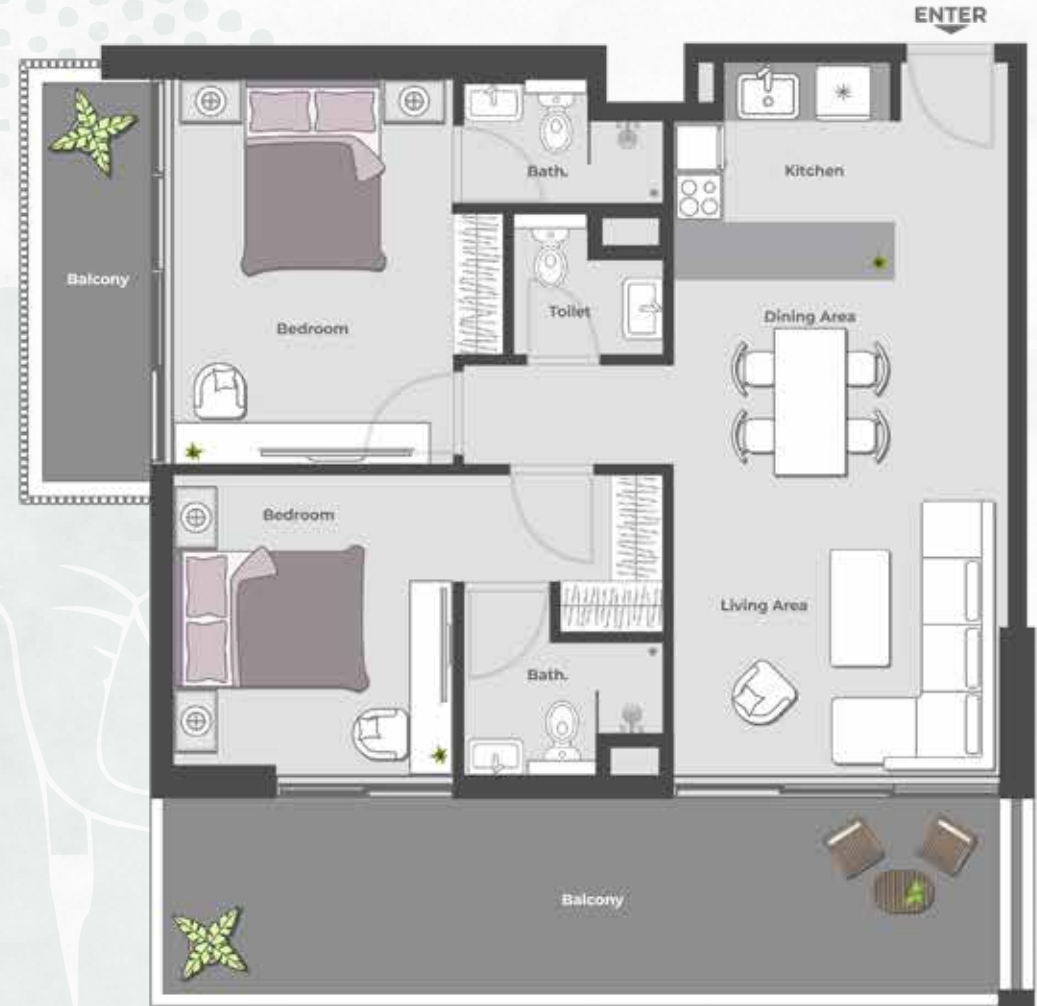 ENTER
Bath.
Kitchen
Balcony
Toilet
Dining Area
Bedroom
Bedroom
Living Area
Bath.
Balcony